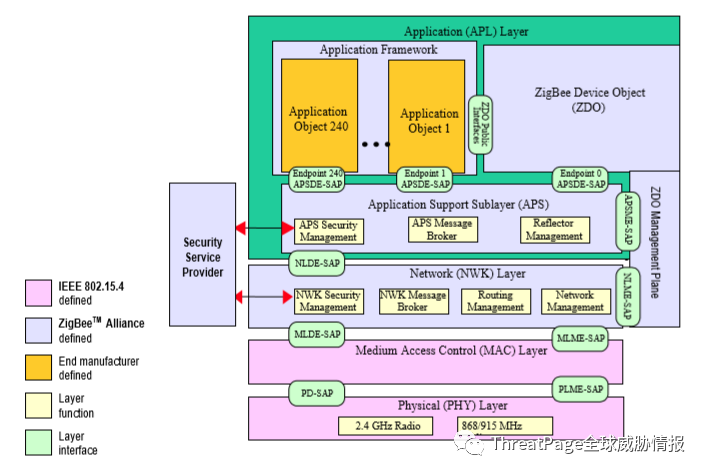 Application (APL) Layer
Application Framework
Application
Object 240
Application
Object 1
ZDO Public
Interfaces
ZigBee Device Object
(ZDO)
Endpoint 240
APSDE-SAP
Endpoint 1
APSDE-SAP
Endpoint 0
APSDE-SAP
Application Support Sublayer (APS)
APS Security
Management
APS Message
Broker
Reflector
Management
APSME-SAP
ZDO Management Plane
Security
Service
Provider
NLDE-SAP
Network (NWK) Layer
NWK Security
Management
NWK Message
Broker
Routing
Management
Network
Management
NLME-SAP
MLDE-SAP
MLME-SAP
Medium Access Control (MAC) Layer
PD-SAP
PLME-SAP
Physical (PHY) Layer
2.4 GHz Radio
868/915 MHz
IEEE 802.15.4
defined
ZigBee™ Alliance
defined
End manufacturer
defined
Layer
function
Layer
interface
ThreatPage全球威胁情报